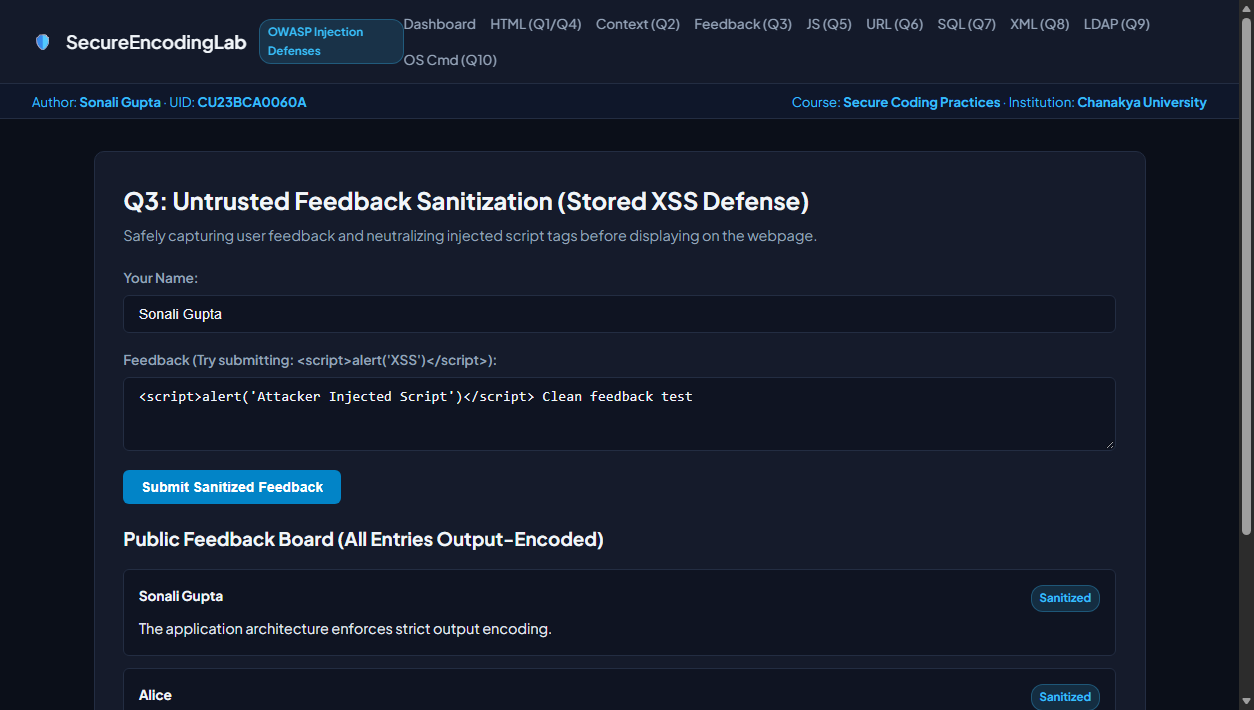 SecureEncodingLab
OWASP Injection
Defenses
Dashboard HTML (Q1/Q4) Context (Q2) Feedback (Q3) JS (Q5) URL (Q6) SQL (Q7) XML (Q8) LDAP (Q9)
OS Cmd (Q10)
Author: Sonali Gupta · UID: CU23BCA0060A
Course: Secure Coding Practices · Institution: Chanakya University
Q3: Untrusted Feedback Sanitization (Stored XSS Defense)
Safely capturing user feedback and neutralizing injected script tags before displaying on the webpage.
Your Name:
Sonali Gupta
Feedback (Try submitting: <script>alert('XSS')</script>):
<script>alert('Attacker Injected Script')</script> Clean feedback test
Submit Sanitized Feedback
Public Feedback Board (All Entries Output-Encoded)
Sonali Gupta
Sanitized
The application architecture enforces strict output encoding.
Alice
Sanitized